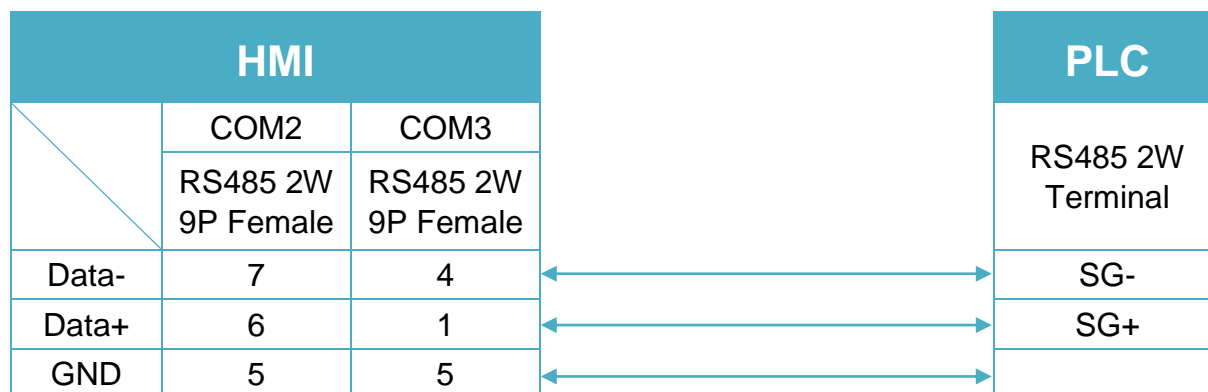 HMI
PLC
COM2
COM3
RS485 2W
9P Female
RS485 2W
9P Female
RS485 2W
Terminal
Data-
7
4
SG-
Data+
6
1
SG+
GND
5
5